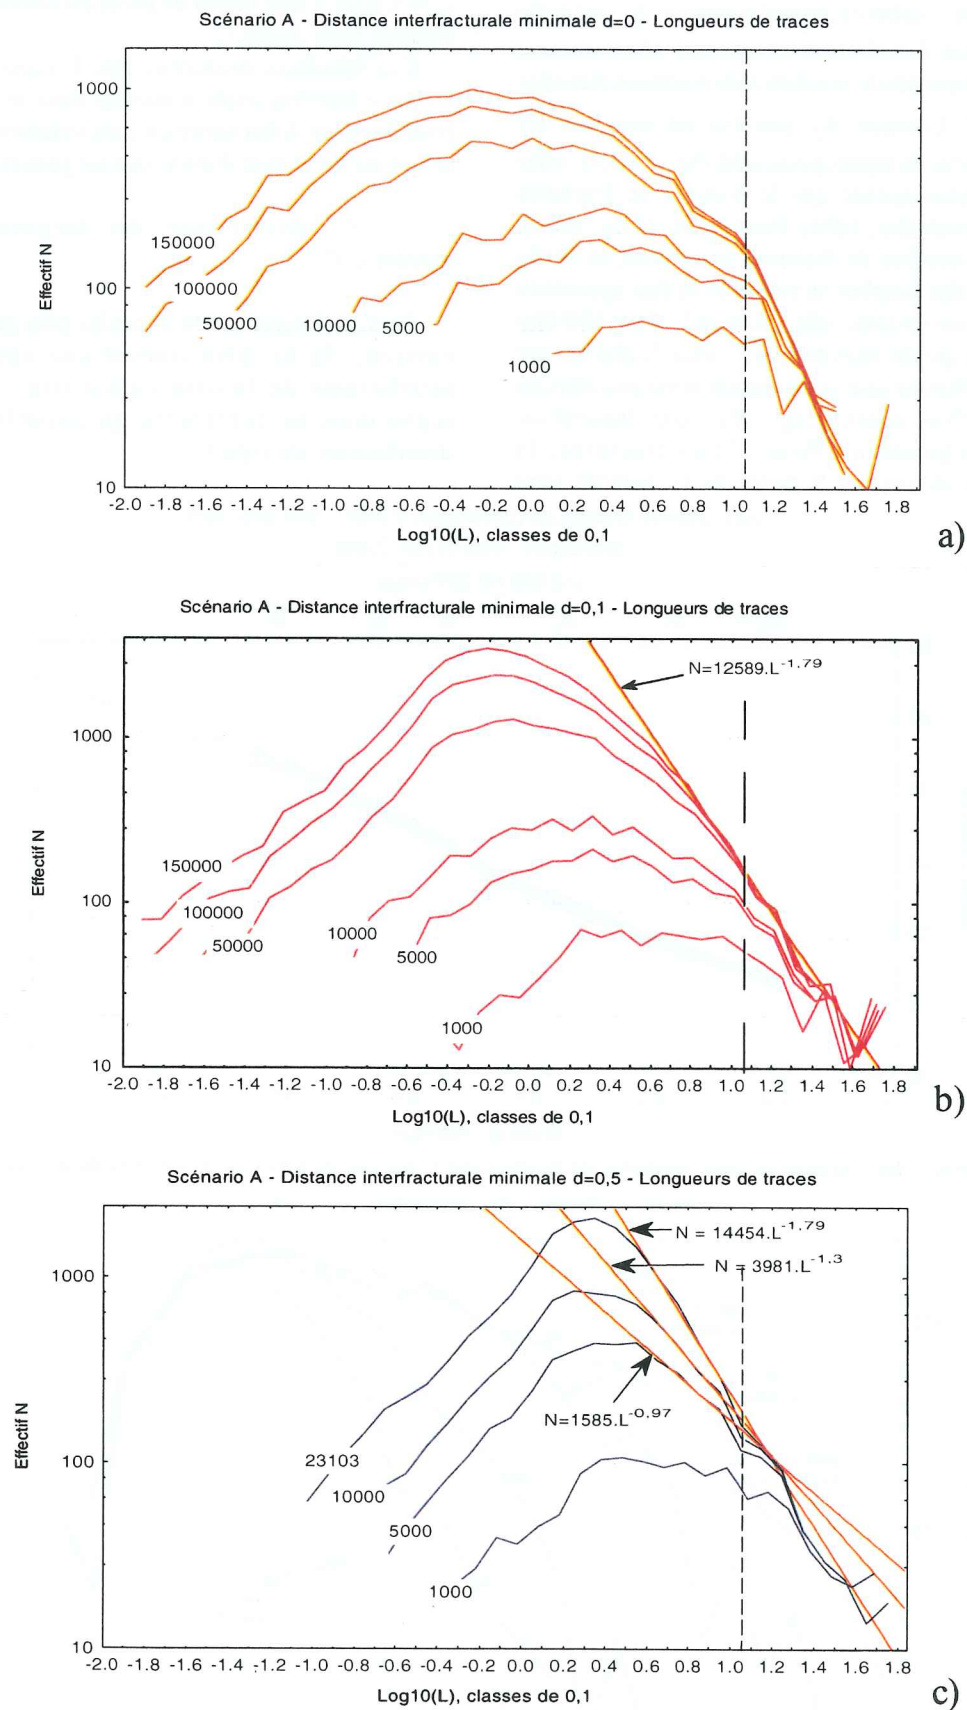 Scénario A - Distance interfracturale minimale d=0 - Longueurs de traces
1000
100
10
Effectif N
150000
100000
50000
10000
5000
1000
-2.0 -1.8 -1.6 -1.4 -1.2 -1.0 -0.8 -0.6 -0.4 -0.2 0.0 0.2 0.4 0.6 0.8 1.0 1.2 1.4 1.6 1.8
Log10(L), classes de 0,1
a)
Scénario A - Distance interfracturale minimale d=0,1 - Longueurs de traces
N=12589.L-1.79
1000
100
10
Effectif N
150000
100000
50000
10000
5000
1000
-2.0 -1.8 -1.6 -1.4 -1.2 -1.0 -0.8 -0.6 -0.4 -0.2 0.0 0.2 0.4 0.6 0.8 1.0 1.2 1.4 1.6 1.8
Log10(L), classes de 0,1
b)
Scénario A - Distance interfracturale minimale d=0,5 - Longueurs de traces
N = 14454.L-1.79
N = 3981.L-1.3
N=1585.L-0.97
1000
100
10
Effectif N
23103
10000
5000
1000
-2.0 -1.8 -1.6 -1.4 -1.2 -1.0 -0.8 -0.6 -0.4 -0.2 0.0 0.2 0.4 0.6 0.8 1.0 1.2 1.4 1.6 1.8
Log10(L), classes de 0,1
c)